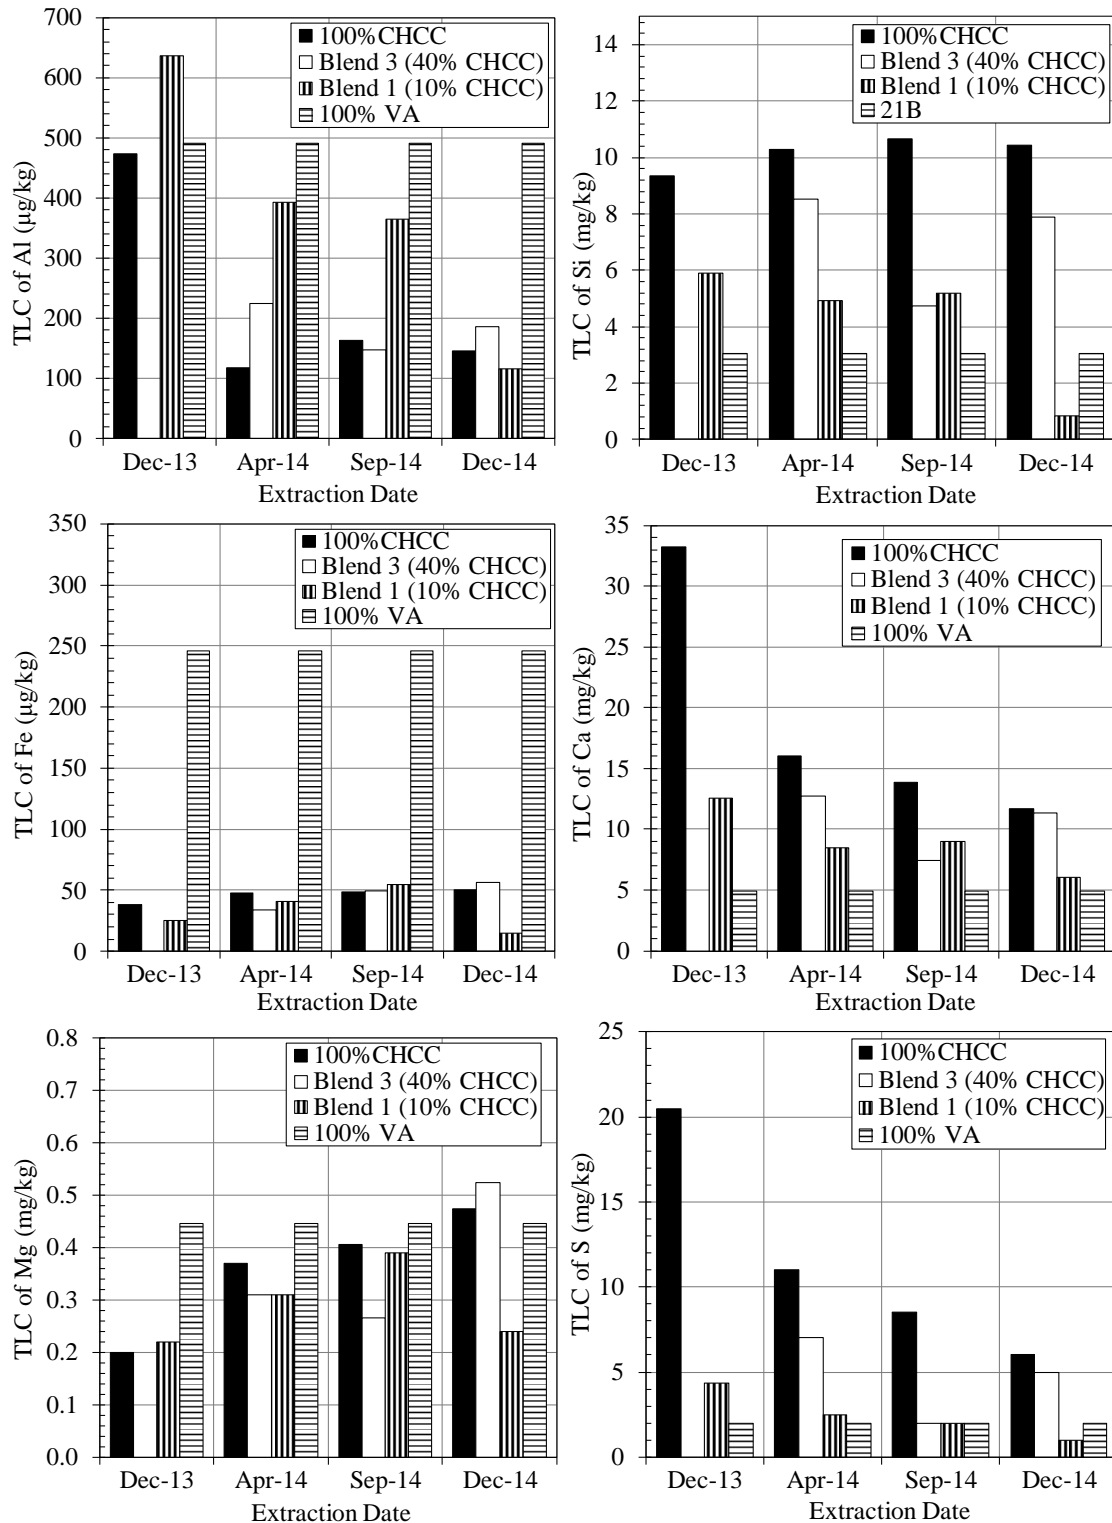 TLC of Al (µg/kg)
700
600
500
400
300
200
100
0
100%CHCC
Blend 3 (40% CHCC)
Blend 1 (10% CHCC)
100% VA
Dec-13 Apr-14 Sep-14 Dec-14
Extraction Date
TLC of Si (mg/kg)
14
12
10
8
6
4
2
0
100%CHCC
Blend 3 (40% CHCC)
Blend 1 (10% CHCC)
21B
Dec-13 Apr-14 Sep-14 Dec-14
Extraction Date
TLC of Fe (µg/kg)
350
300
250
200
150
100
50
0
100%CHCC
Blend 3 (40% CHCC)
Blend 1 (10% CHCC)
100% VA
Dec-13 Apr-14 Sep-14 Dec-14
Extraction Date
TLC of Ca (mg/kg)
35
30
25
20
15
10
5
0
100%CHCC
Blend 3 (40% CHCC)
Blend 1 (10% CHCC)
100% VA
Dec-13 Apr-14 Sep-14 Dec-14
Extraction Date
TLC of Mg (mg/kg)
0.8
0.7
0.6
0.5
0.4
0.3
0.2
0.1
0.0
100%CHCC
Blend 3 (40% CHCC)
Blend 1 (10% CHCC)
100% VA
Dec-13 Apr-14 Sep-14 Dec-14
Extraction Date
TLC of S (mg/kg)
25
20
15
10
5
0
100%CHCC
Blend 3 (40% CHCC)
Blend 1 (10% CHCC)
100% VA
Dec-13 Apr-14 Sep-14 Dec-14
Extraction Date